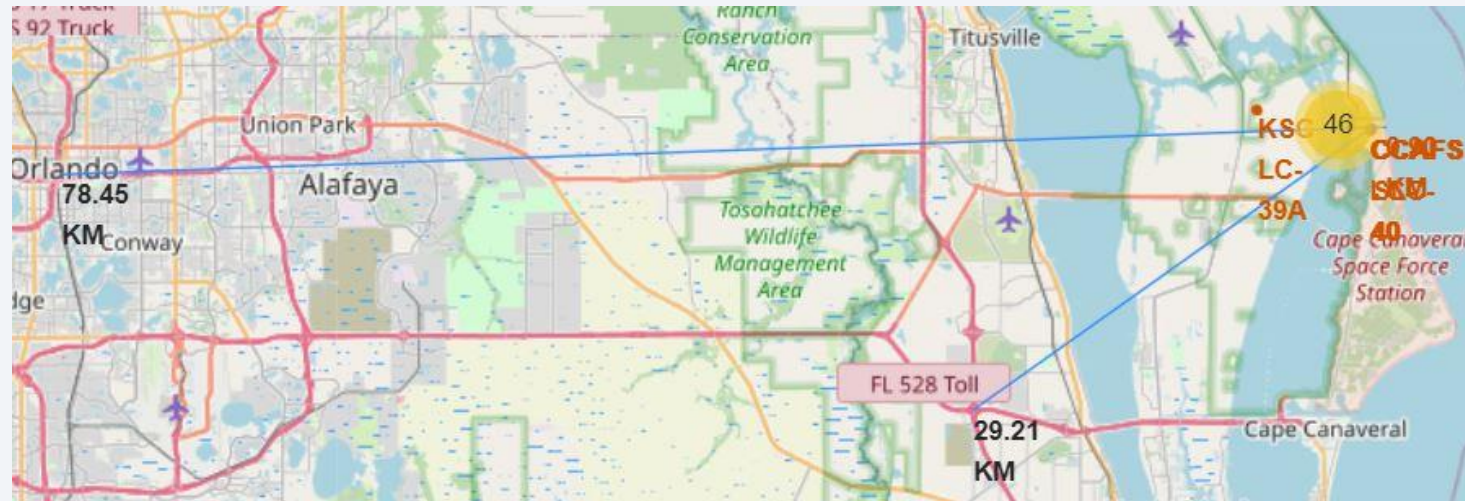 S 92 Truck
Ranch
Conservation
Area
Titusville
Union Park
KSC
46
Orlando
78.45
KM
Alafaya
LC-
39A
40
Conway
Tosohatchee
Wildlife
Management
Area
Cape Canaveral
Space Force
Station
dge
FL 528 Toll
29.21
KM
Cape Canaveral